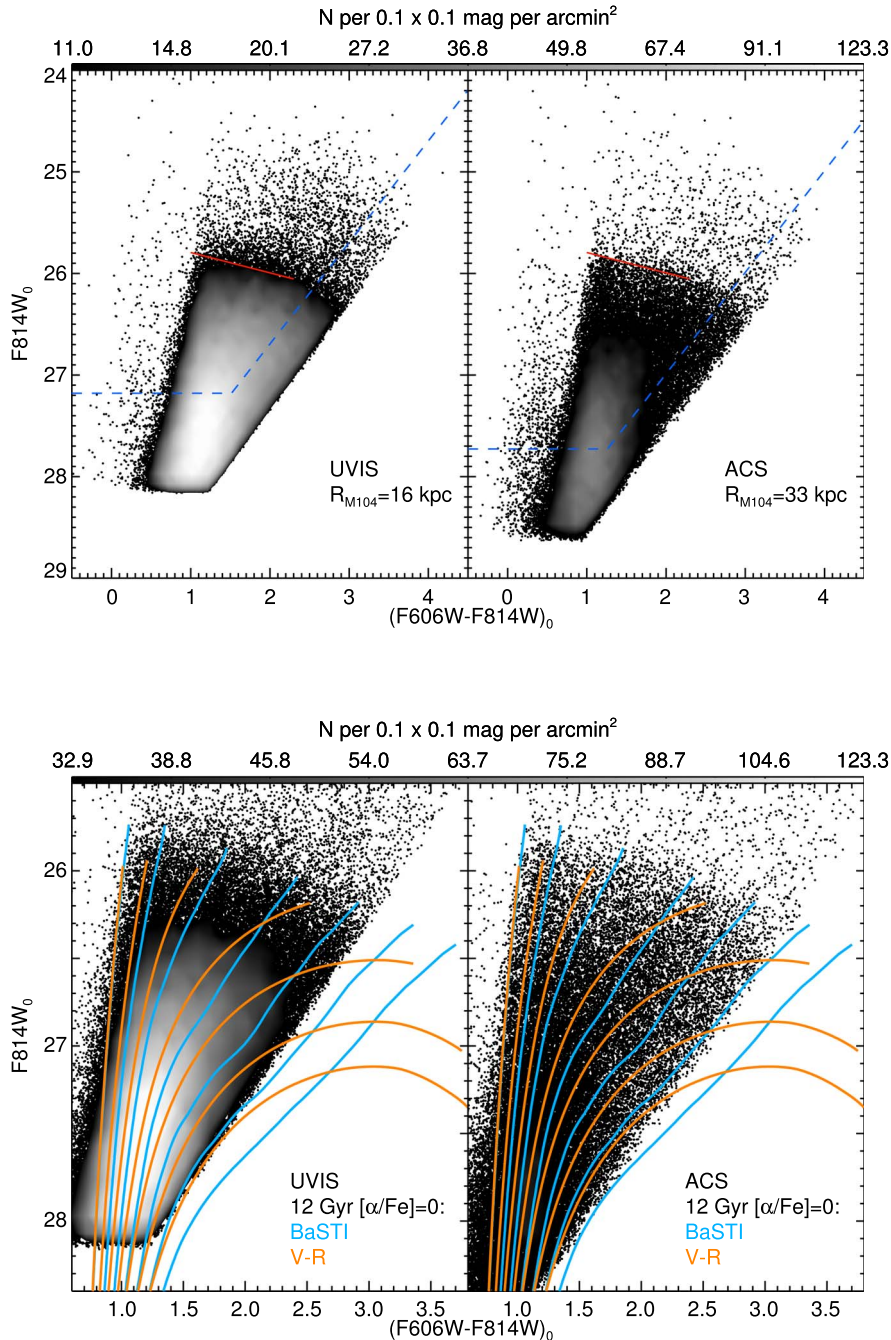 N per 0.1 x 0.1 mag per arcmin²
11.0 14.8 20.1 27.2 36.8 49.8 67.4 91.1 123.3
24
25
26
27
28
29
F814W₀
UVIS
R_M104=16 kpc
ACS
R_M104=33 kpc
0 1 2 3 4 0 1 2 3 4
(F606W-F814W)₀
N per 0.1 x 0.1 mag per arcmin²
32.9 38.8 45.8 54.0 63.7 75.2 88.7 104.6 123.3
26
27
28
F814W₀
UVIS
12 Gyr [α/Fe]=0:
BaSTI
V-R
ACS
12 Gyr [α/Fe]=0:
BaSTI
V-R
1.0 1.5 2.0 2.5 3.0 3.5 1.0 1.5 2.0 2.5 3.0 3.5
(F606W-F814W)₀